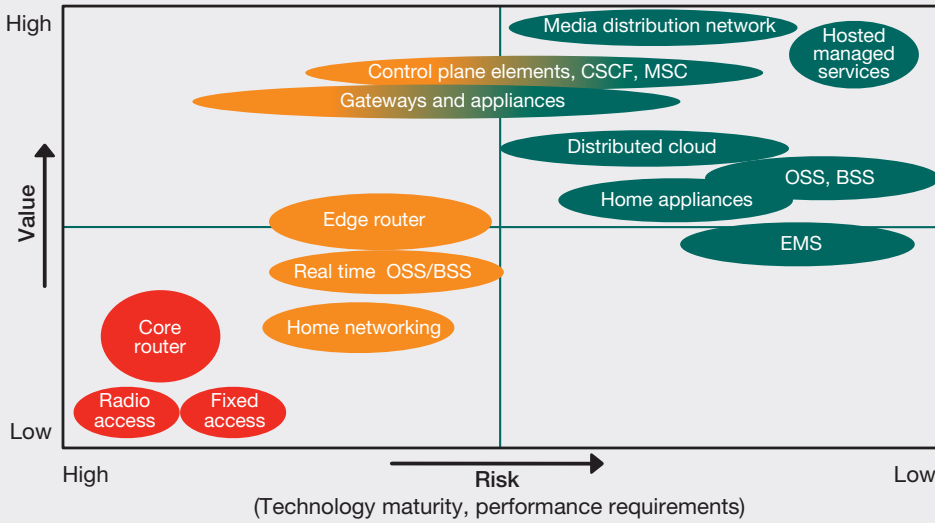 High
Media distribution network
Hosted
managed
services
Control plane elements, CSCF, MSC
Gateways and appliances
Distributed cloud
OSS, BSS
Home appliances
Value
Edge router
EMS
Real time OSS/BSS
Home networking
Core
router
Radio
access
Fixed
access
Low
High
Risk
Low
(Technology maturity, performance requirements)